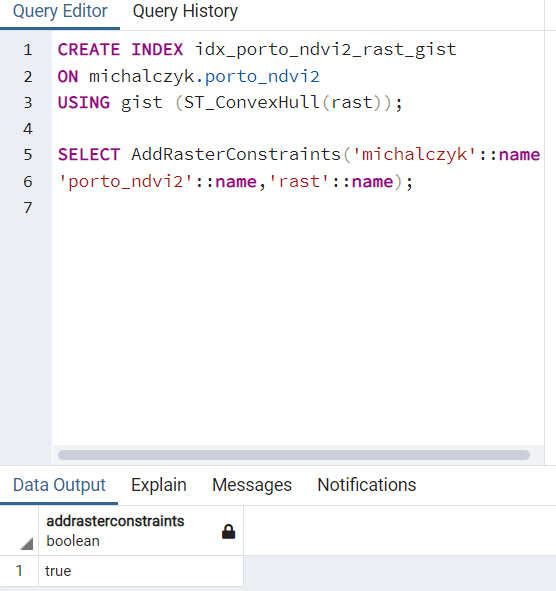 Query Editor Query History
1 CREATE INDEX idx_porto_ndvi2_rast_gist
2 ON michalczyk.porto_ndvi2
3 USING gist (ST_ConvexHull(rast));
4
5 SELECT AddRasterConstraints('michalczyk'::name
6 'porto_ndvi2'::name,'rast'::name);
7
Data Output Explain Messages Notifications
addrasterconstraints
boolean
1 true